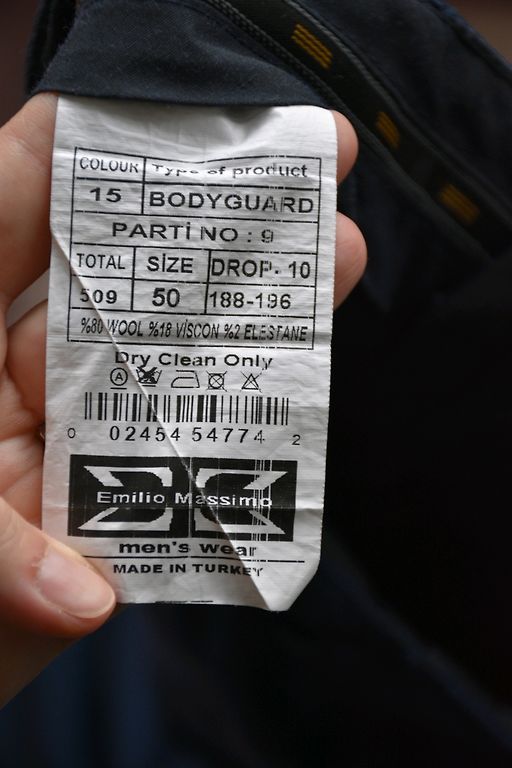 COLOUR Type of product
15 BODYGUARD
PARTİ NO : 9
TOTAL SİZE DROP- 10
509 50 188-196
%80 WOOL %18 VİSCON %2 ELESTANE
Dry Clean Only
A
0 02454 54774 2
Emilio Massimo
men's wear
MADE IN TURKEY